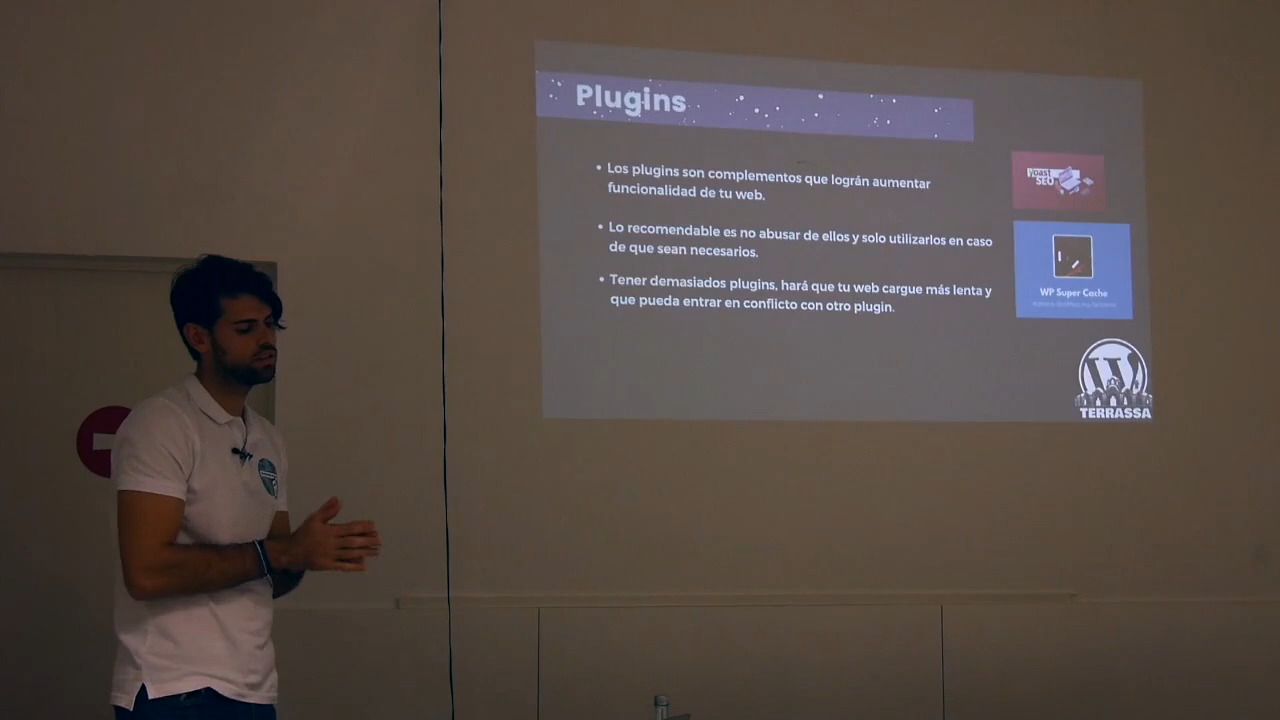 Plugins
• Los plugins son complementos que lográn aumentar
funcionalidad de tu web.
• Lo recomendable es no abusar de ellos y solo utilizarlos en caso
de que sean necesarios.
• Tener demasiados plugins, hará que tu web cargue más lenta y
que pueda entrar en conflicto con otro plugin.
yoast
SEO
WP Super Cache
TERRASSA